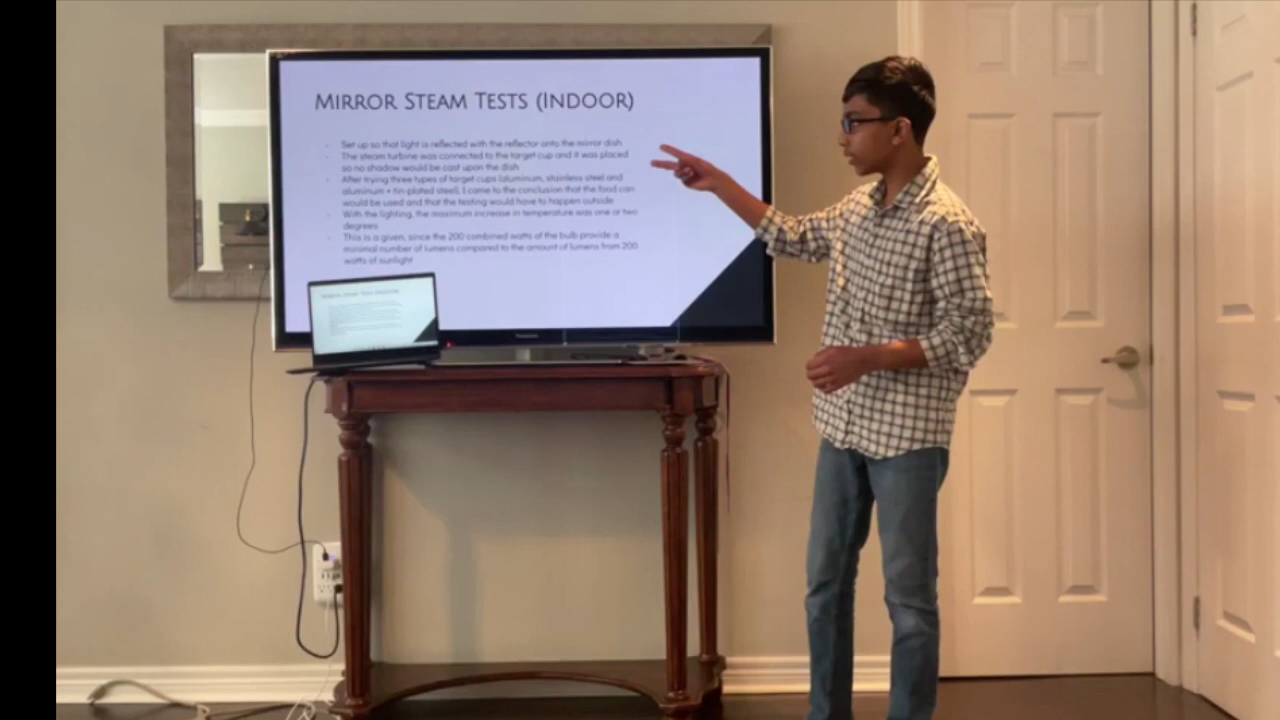 Mirror Steam Tests (Indoor)
- Set up so that light is reflected with the reflector onto the mirror dish
- The steam turbine was connected to the target cup and it was placed
so no shadow would be cast upon the dish
- After trying three types of target cups (aluminum, stainless steel and
aluminum + tin plated steel), I came to the conclusion that the food can
would be used and that the testing would have to happen outside
- With the lighting, the maximum increase in temperature was one or two
degrees
- This is a given, since the 200 combined watts of the bulb provide a
minimal number of lumens compared to the amount of lumens from 200
watts of sunlight
Mirror Steam Tests (Indoor)
Panasonic